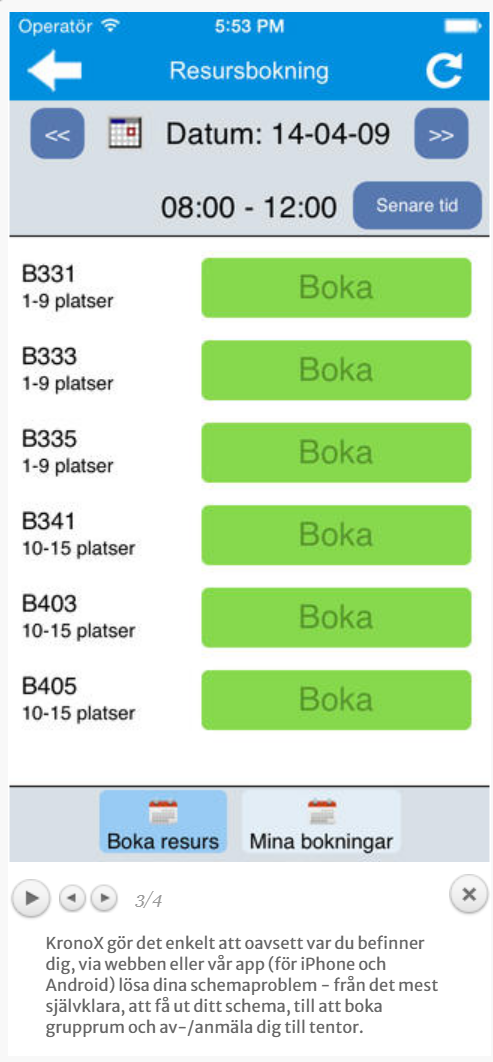 Operatör 5:53 PM
Resursbokning
<< Datum: 14-04-09 >>
08:00 - 12:00 Senare tid
B331
1-9 platser
Boka
B333
1-9 platser
Boka
B335
1-9 platser
Boka
B341
10-15 platser
Boka
B403
10-15 platser
Boka
B405
10-15 platser
Boka
Boka resurs Mina bokningar
3/4
KronoX gör det enkelt att oavsett var du befinner
dig, via webben eller vår app (för iPhone och
Android) lösa dina schemaproblem - från det mest
självklara, att få ut ditt schema, till att boka
grupprum och av-/anmäla dig till tentor.